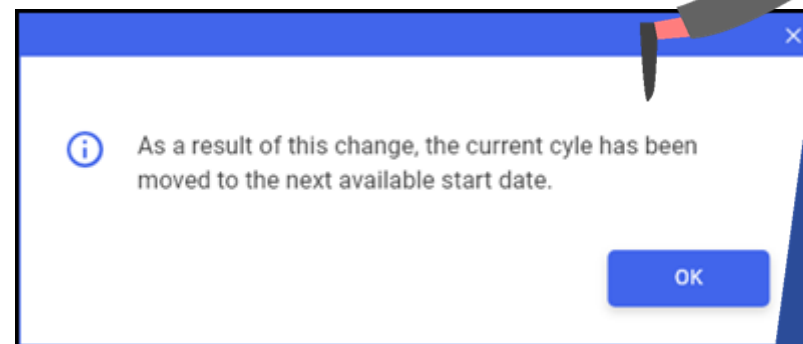 As a result of this change, the current cyle has been
moved to the next available start date.
OK